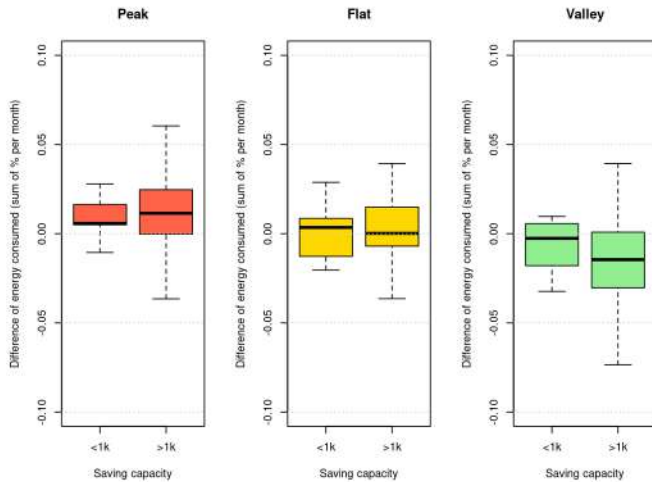 Peak
Difference of energy consumed (sum of % per month)
0.10
0.05
0.00
-0.05
-0.10
<1k
>1k
Saving capacity
Flat
Difference of energy consumed (sum of % per month)
0.10
0.05
0.00
-0.05
-0.10
<1k
>1k
Saving capacity
Valley
Difference of energy consumed (sum of % per month)
0.10
0.05
0.00
-0.05
-0.10
<1k
>1k
Saving capacity